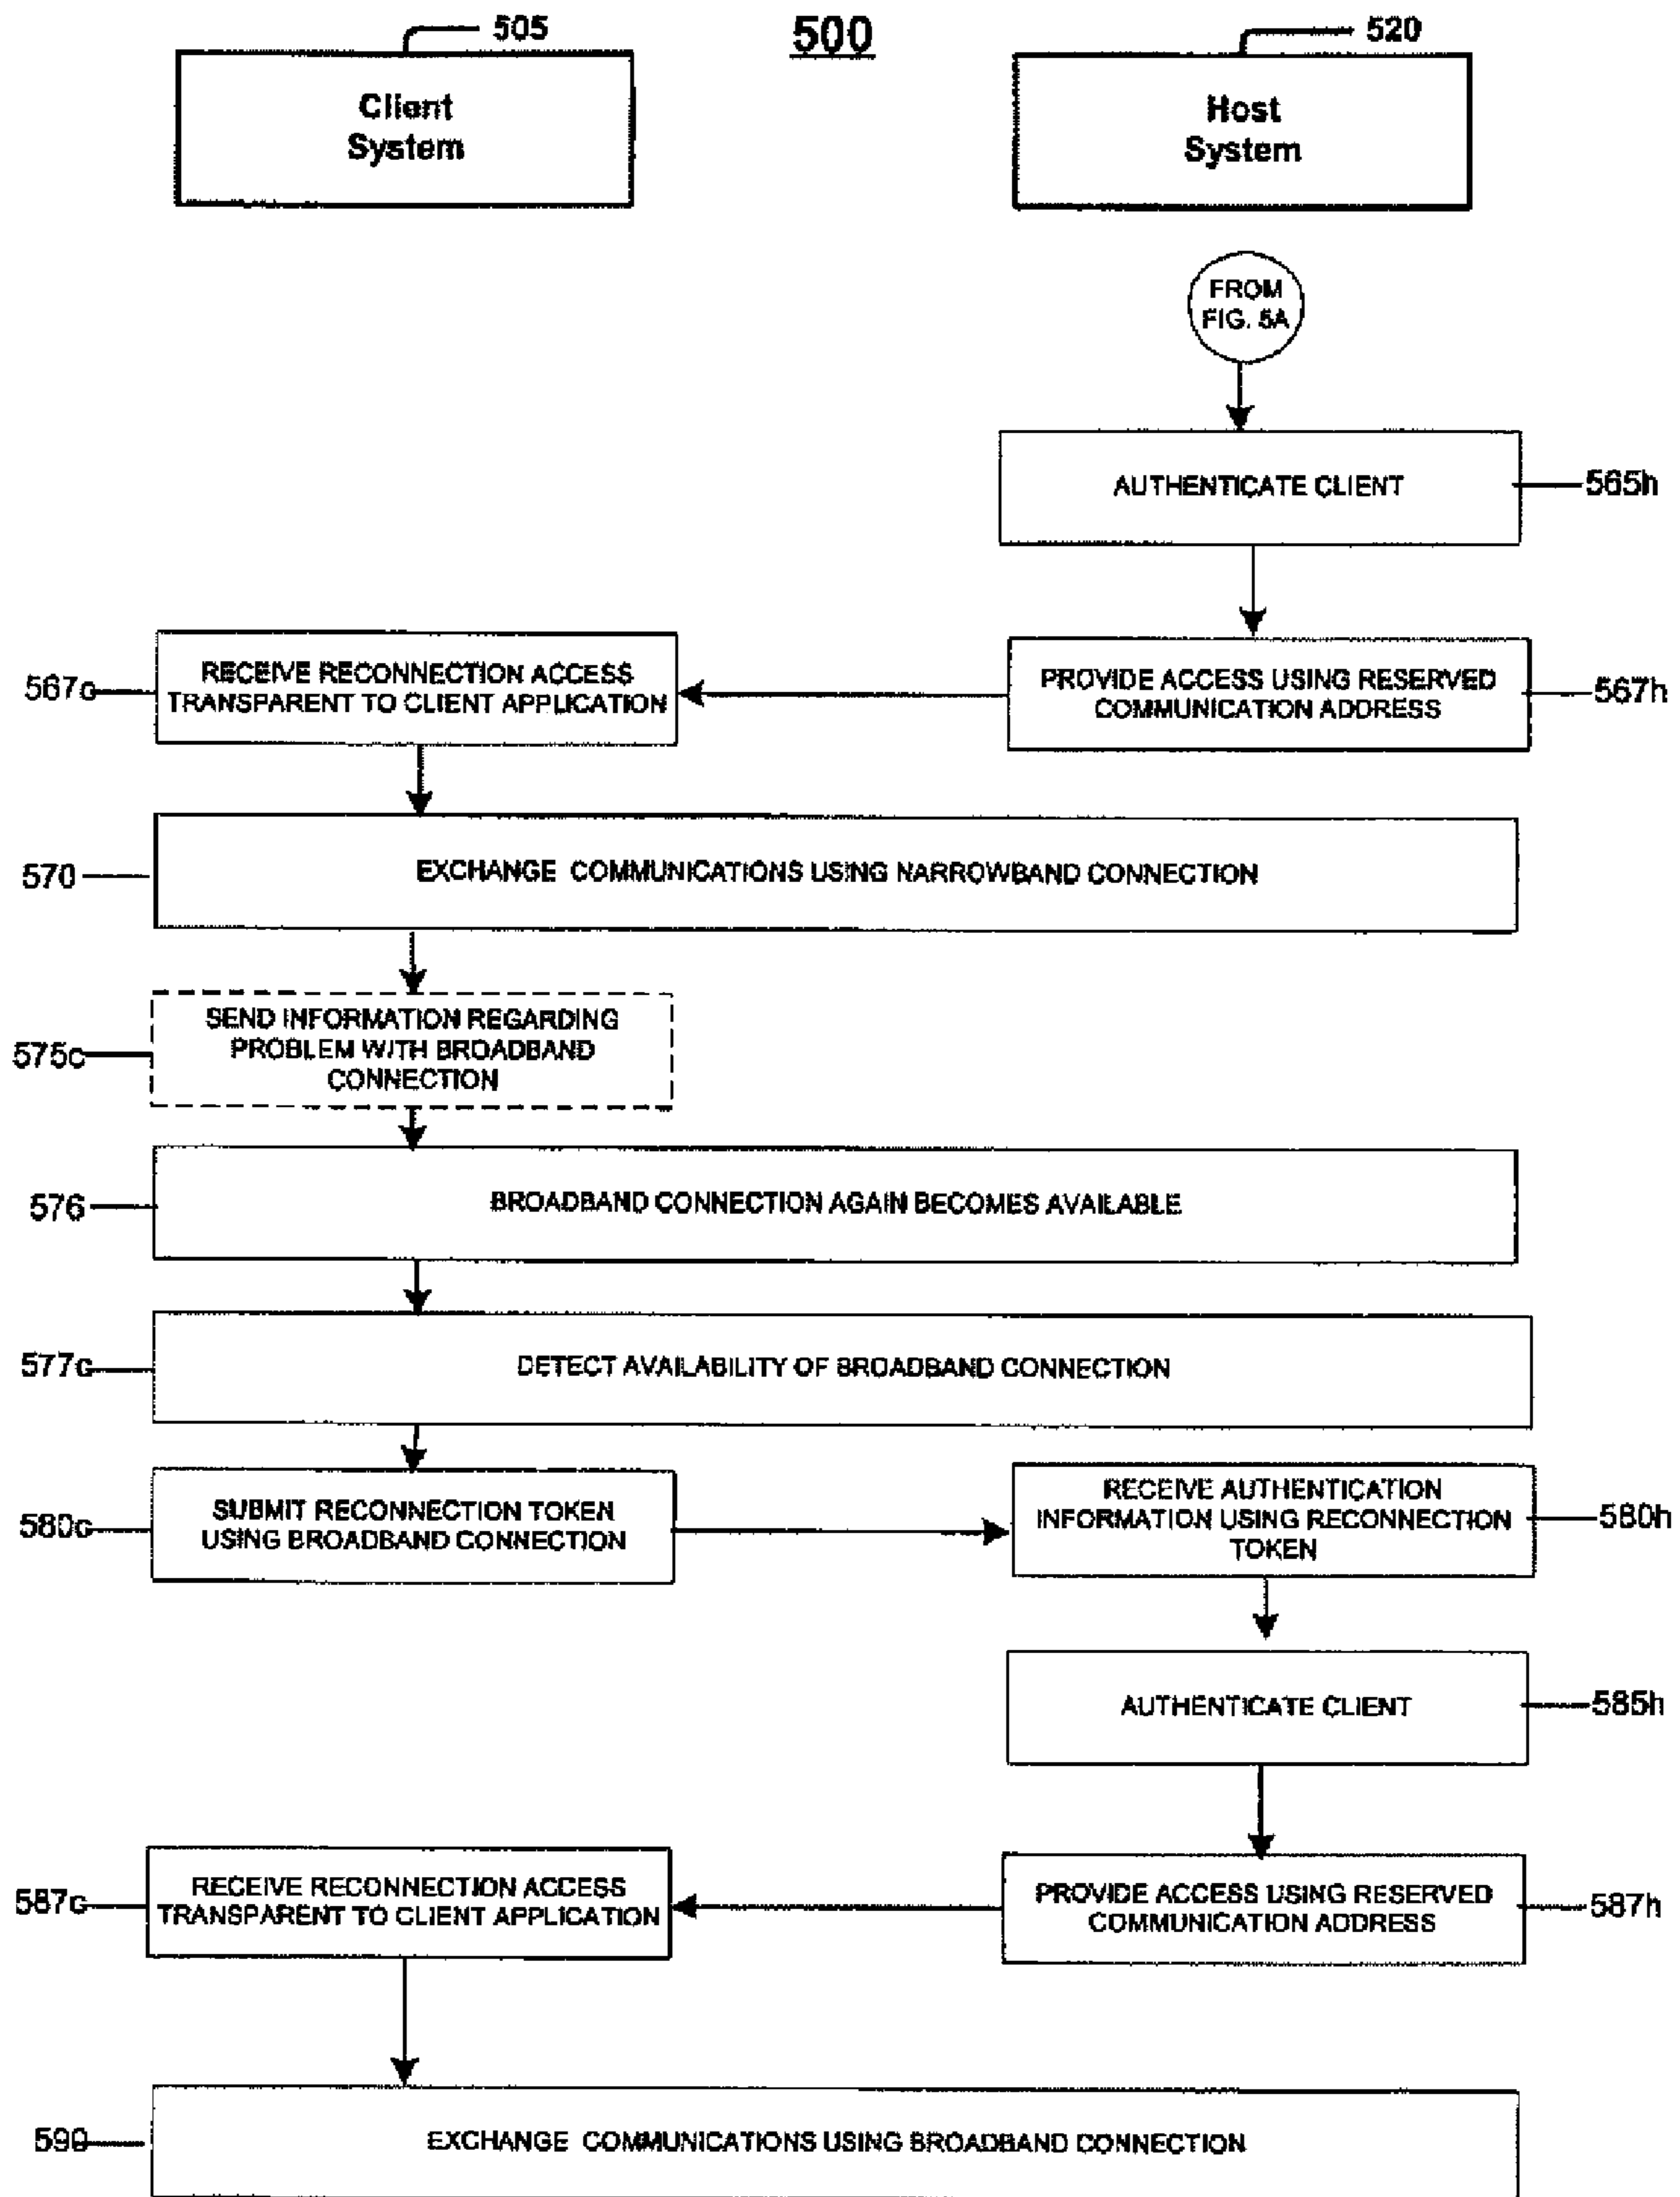 505
500
520
Client
System
Host
System
FROM
FIG. 5A
AUTHENTICATE CLIENT
565h
567c
RECEIVE RECONNECTION ACCESS
TRANSPARENT TO CLIENT APPLICATION
PROVIDE ACCESS USING RESERVED
COMMUNICATION ADDRESS
567h
570
EXCHANGE COMMUNICATIONS USING NARROWBAND CONNECTION
575c
SEND INFORMATION REGARDING
PROBLEM WITH BROADBAND
CONNECTION
576
BROADBAND CONNECTION AGAIN BECOMES AVAILABLE
577c
DETECT AVAILABILITY OF BROADBAND CONNECTION
580c
SUBMIT RECONNECTION TOKEN
USING BROADBAND CONNECTION
RECEIVE AUTHENTICATION
INFORMATION USING RECONNECTION
TOKEN
580h
AUTHENTICATE CLIENT
585h
587c
RECEIVE RECONNECTION ACCESS
TRANSPARENT TO CLIENT APPLICATION
PROVIDE ACCESS USING RESERVED
COMMUNICATION ADDRESS
587h
590
EXCHANGE COMMUNICATIONS USING BROADBAND CONNECTION